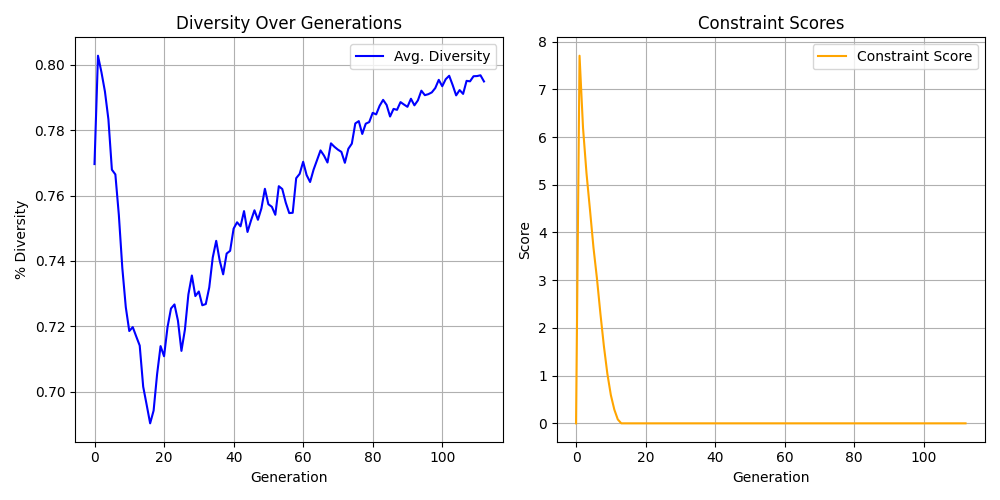 Diversity Over Generations
Avg. Diversity
0.80
0.78
0.76
0.74
0.72
0.70
% Diversity
0 20 40 60 80 100
Generation
Constraint Scores
Constraint Score
8
7
6
5
4
3
2
1
0
Score
0 20 40 60 80 100
Generation